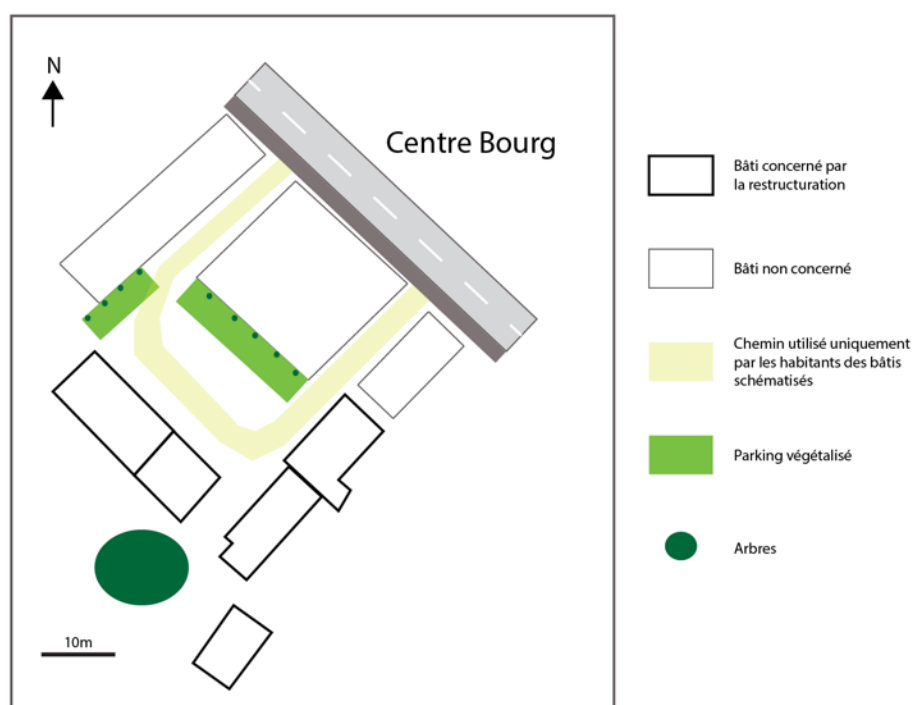 N
Centre Bourg
10m
Bâti concerné par
la restructuration
Bâti non concerné
Chemin utilisé uniquement
par les habitants des bâtis
schématisés
Parking végétalisé
Arbres